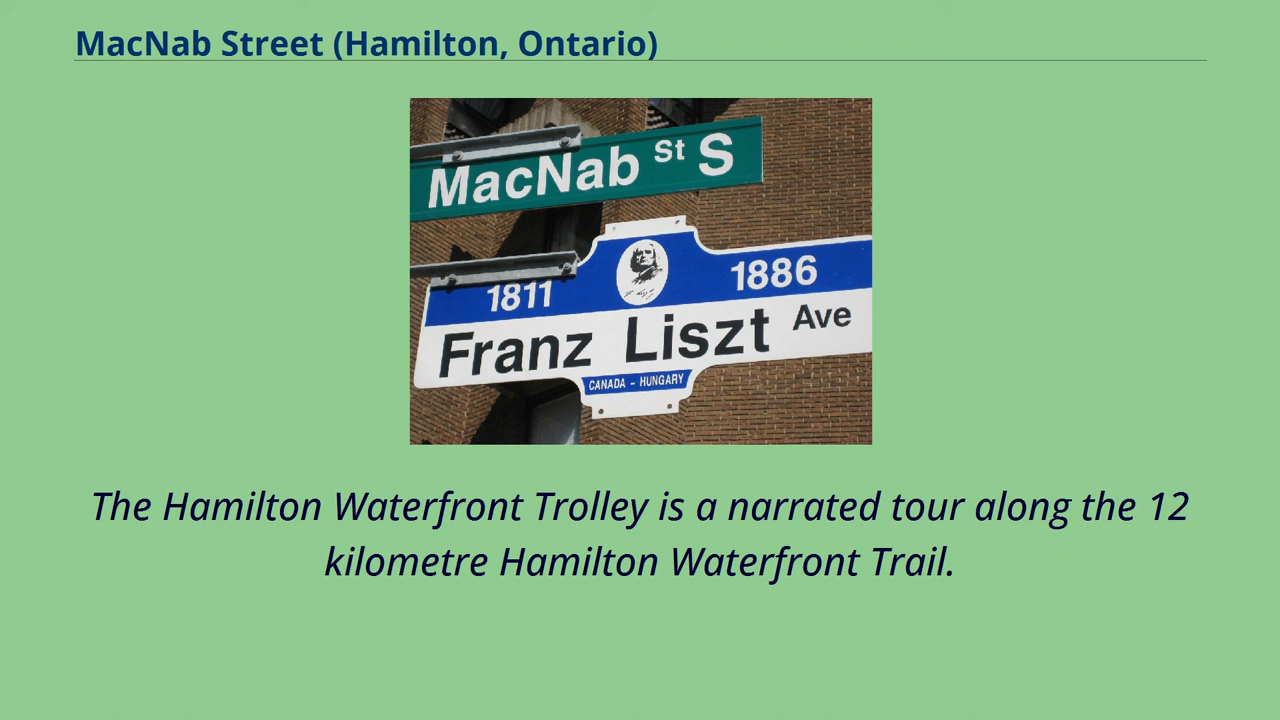 MacNab Street (Hamilton, Ontario)
MacNab St S
1811 1886
Franz Liszt Ave
CANADA - HUNGARY
The Hamilton Waterfront Trolley is a narrated tour along the 12
kilometre Hamilton Waterfront Trail.